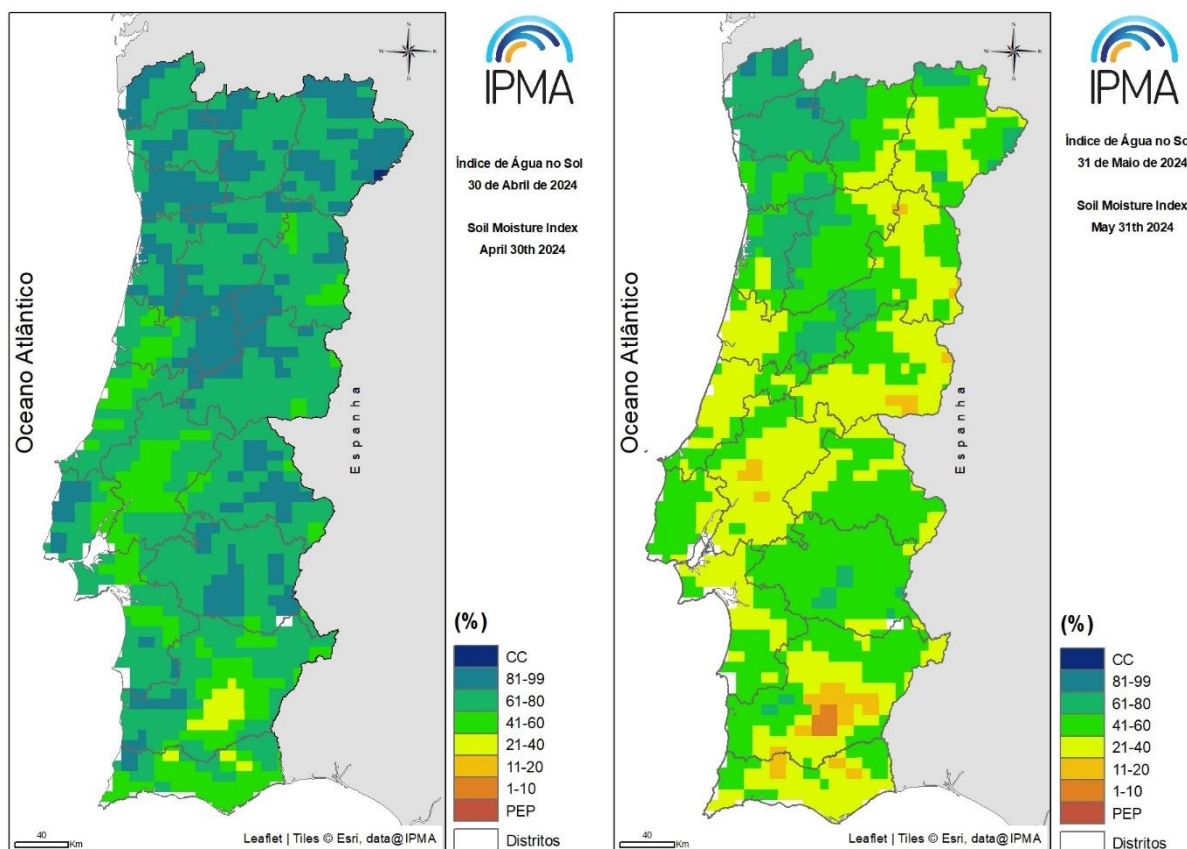 N
W
E
S
IPMA
Índice de Água no Sol
30 de Abril de 2024
Soil Moisture Index
April 30th 2024
Oceano Atlântico
Espanha
(%)
CC
81-99
61-80
41-60
21-40
11-20
1-10
PEP
Distritos
40
Km
Leaflet | Tiles © Esri, data@IPMA
N
W
E
S
IPMA
Índice de Água no So
31 de Maio de 2024
Soil Moisture Index
May 31th 2024
Oceano Atlântico
Espanha
(%)
CC
81-99
61-80
41-60
21-40
11-20
1-10
PEP
Distritos
40
Km
Leaflet | Tiles © Esri, data@IPMA